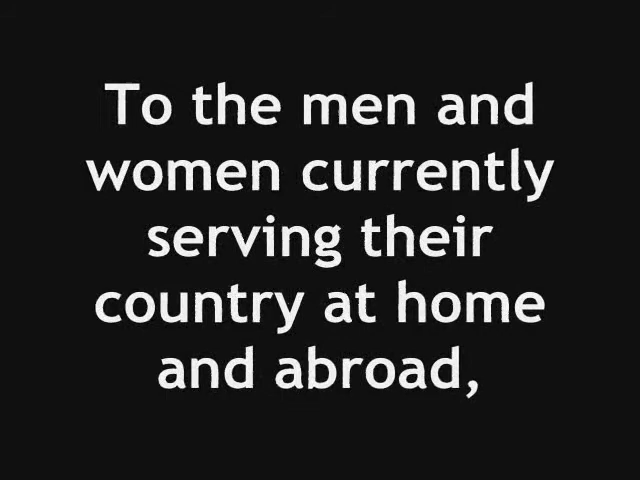 To the men and
women currently
serving their
country at home
and abroad,